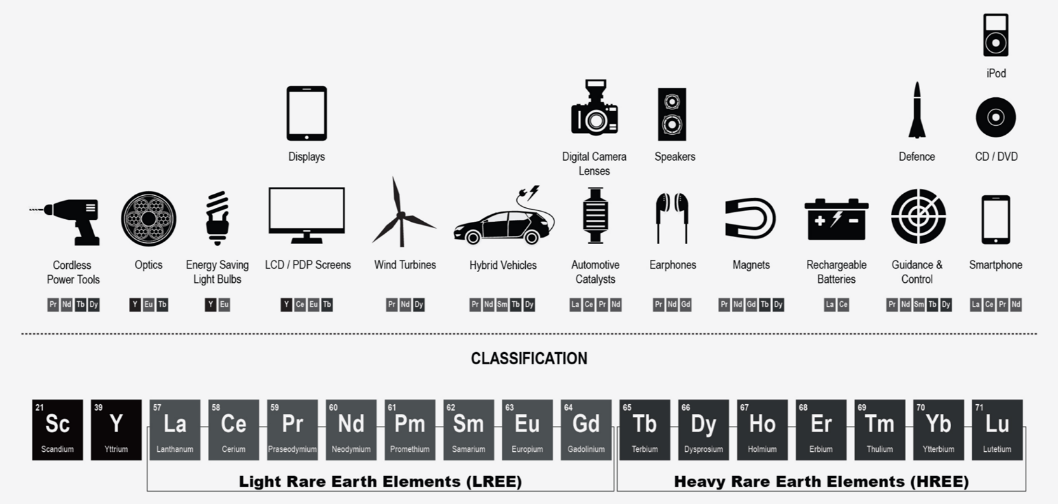 iPod
Displays
Digital Camera
Lenses
Speakers
Defence
CD / DVD
Cordless
Power Tools
Optics
Energy Saving
Light Bulbs
LCD / PDP Screens
Wind Turbines
Hybrid Vehicles
Automotive
Catalysts
Earphones
Magnets
Rechargeable
Batteries
Guidance &
Control
Smartphone
Pr Nd Tb Dy
Y Eu Tb
Y Eu
Y Ce Eu Tb
Pr Nd Dy
Pr Nd Sm Tb Dy
La Ce Pr Nd
Pr Nd Gd
Pr Nd Gd Tb Dy
La Ce
Pr Nd Sm Tb Dy
La Ce Pr Nd
CLASSIFICATION
21 39 57 58 59 60 61 62 63 64 65 66 67 68 69 70 71
Sc Y La Ce Pr Nd Pm Sm Eu Gd Tb Dy Ho Er Tm Yb Lu
Scandium Yttrium Lanthanum Cerium Praseodymium Neodymium Promethium Samarium Europium Gadolinium Terbium Dysprosium Holmium Erbium Thulium Ytterbium Lutetium
Light Rare Earth Elements (LREE) Heavy Rare Earth Elements (HREE)